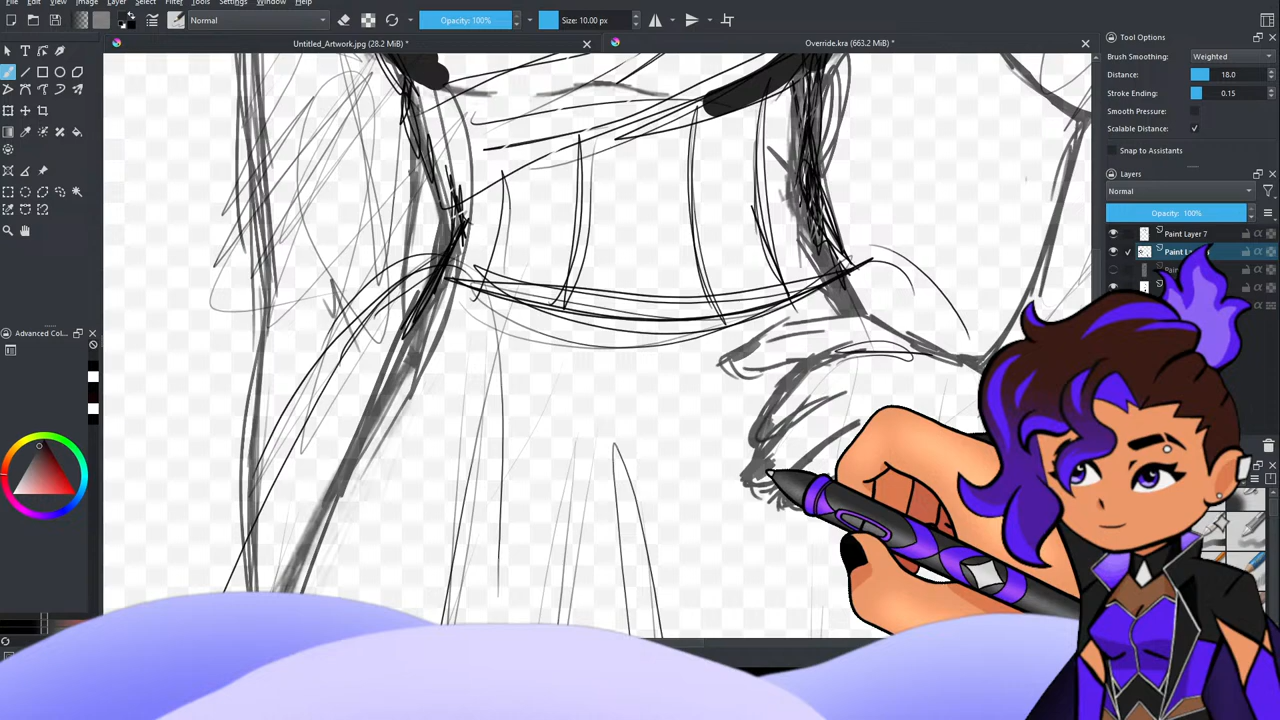 File Edit View Image Layer Select Filter Tools Settings Window Help
Normal Opacity: 100% Size: 10.00 px
Untitled_Artwork.jpg (28.2 MiB) *
Override.kra (663.2 MiB) *
Tool Options
Brush Smoothing: Weighted
Distance: 18.0
Stroke Ending: 0.15
Smooth Pressure:
Scalable Distance:
Snap to Assistants
Layers
Normal
Opacity: 100%
Paint Layer 7
Advanced Colo...